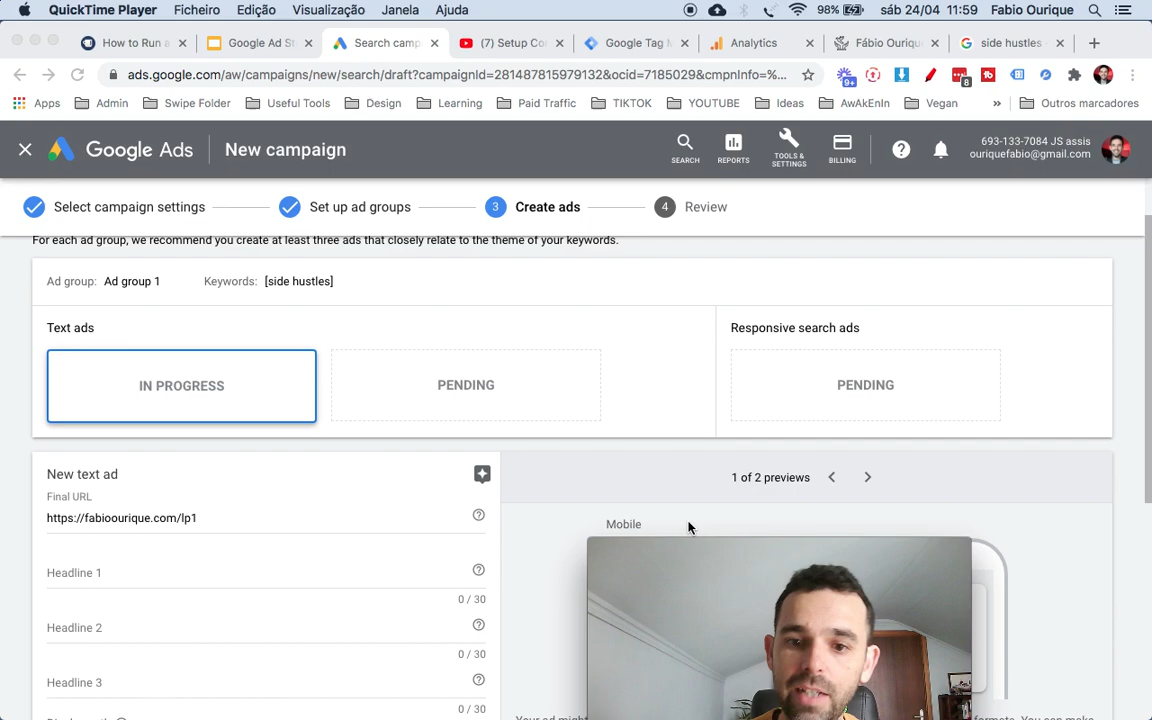 QuickTime Player Ficheiro Edição Visualização Janela Ajuda 98% sáb 24/04 11:59 Fabio Ourique
How to Run a Google Ad St Search camp (7) Setup Co Google Tag M Analytics Fábio Ouriqu side hustles -
ads.google.com/aw/campaigns/new/search/draft?campaignId=281487815979132&ocid=7185029&cmpnInfo=%... 9+ 8
Apps Admin Swipe Folder Useful Tools Design Learning Paid Traffic TIKTOK YOUTUBE Ideas AwAkEnIn Vegan » Outros marcadores
Google Ads New campaign
SEARCH REPORTS TOOLS & SETTINGS BILLING
693-133-7084 JS assis
ouriquefabio@gmail.com
Select campaign settings Set up ad groups 3 Create ads 4 Review
For each ad group, we recommend you create at least three ads that closely relate to the theme of your keywords.
Ad group: Ad group 1 Keywords: [side hustles]
Text ads Responsive search ads
IN PROGRESS PENDING PENDING
New text ad
1 of 2 previews
Final URL
https://fabioourique.com/lp1
Mobile
Headline 1
0 / 30
Headline 2
0 / 30
Headline 3
0 / 30